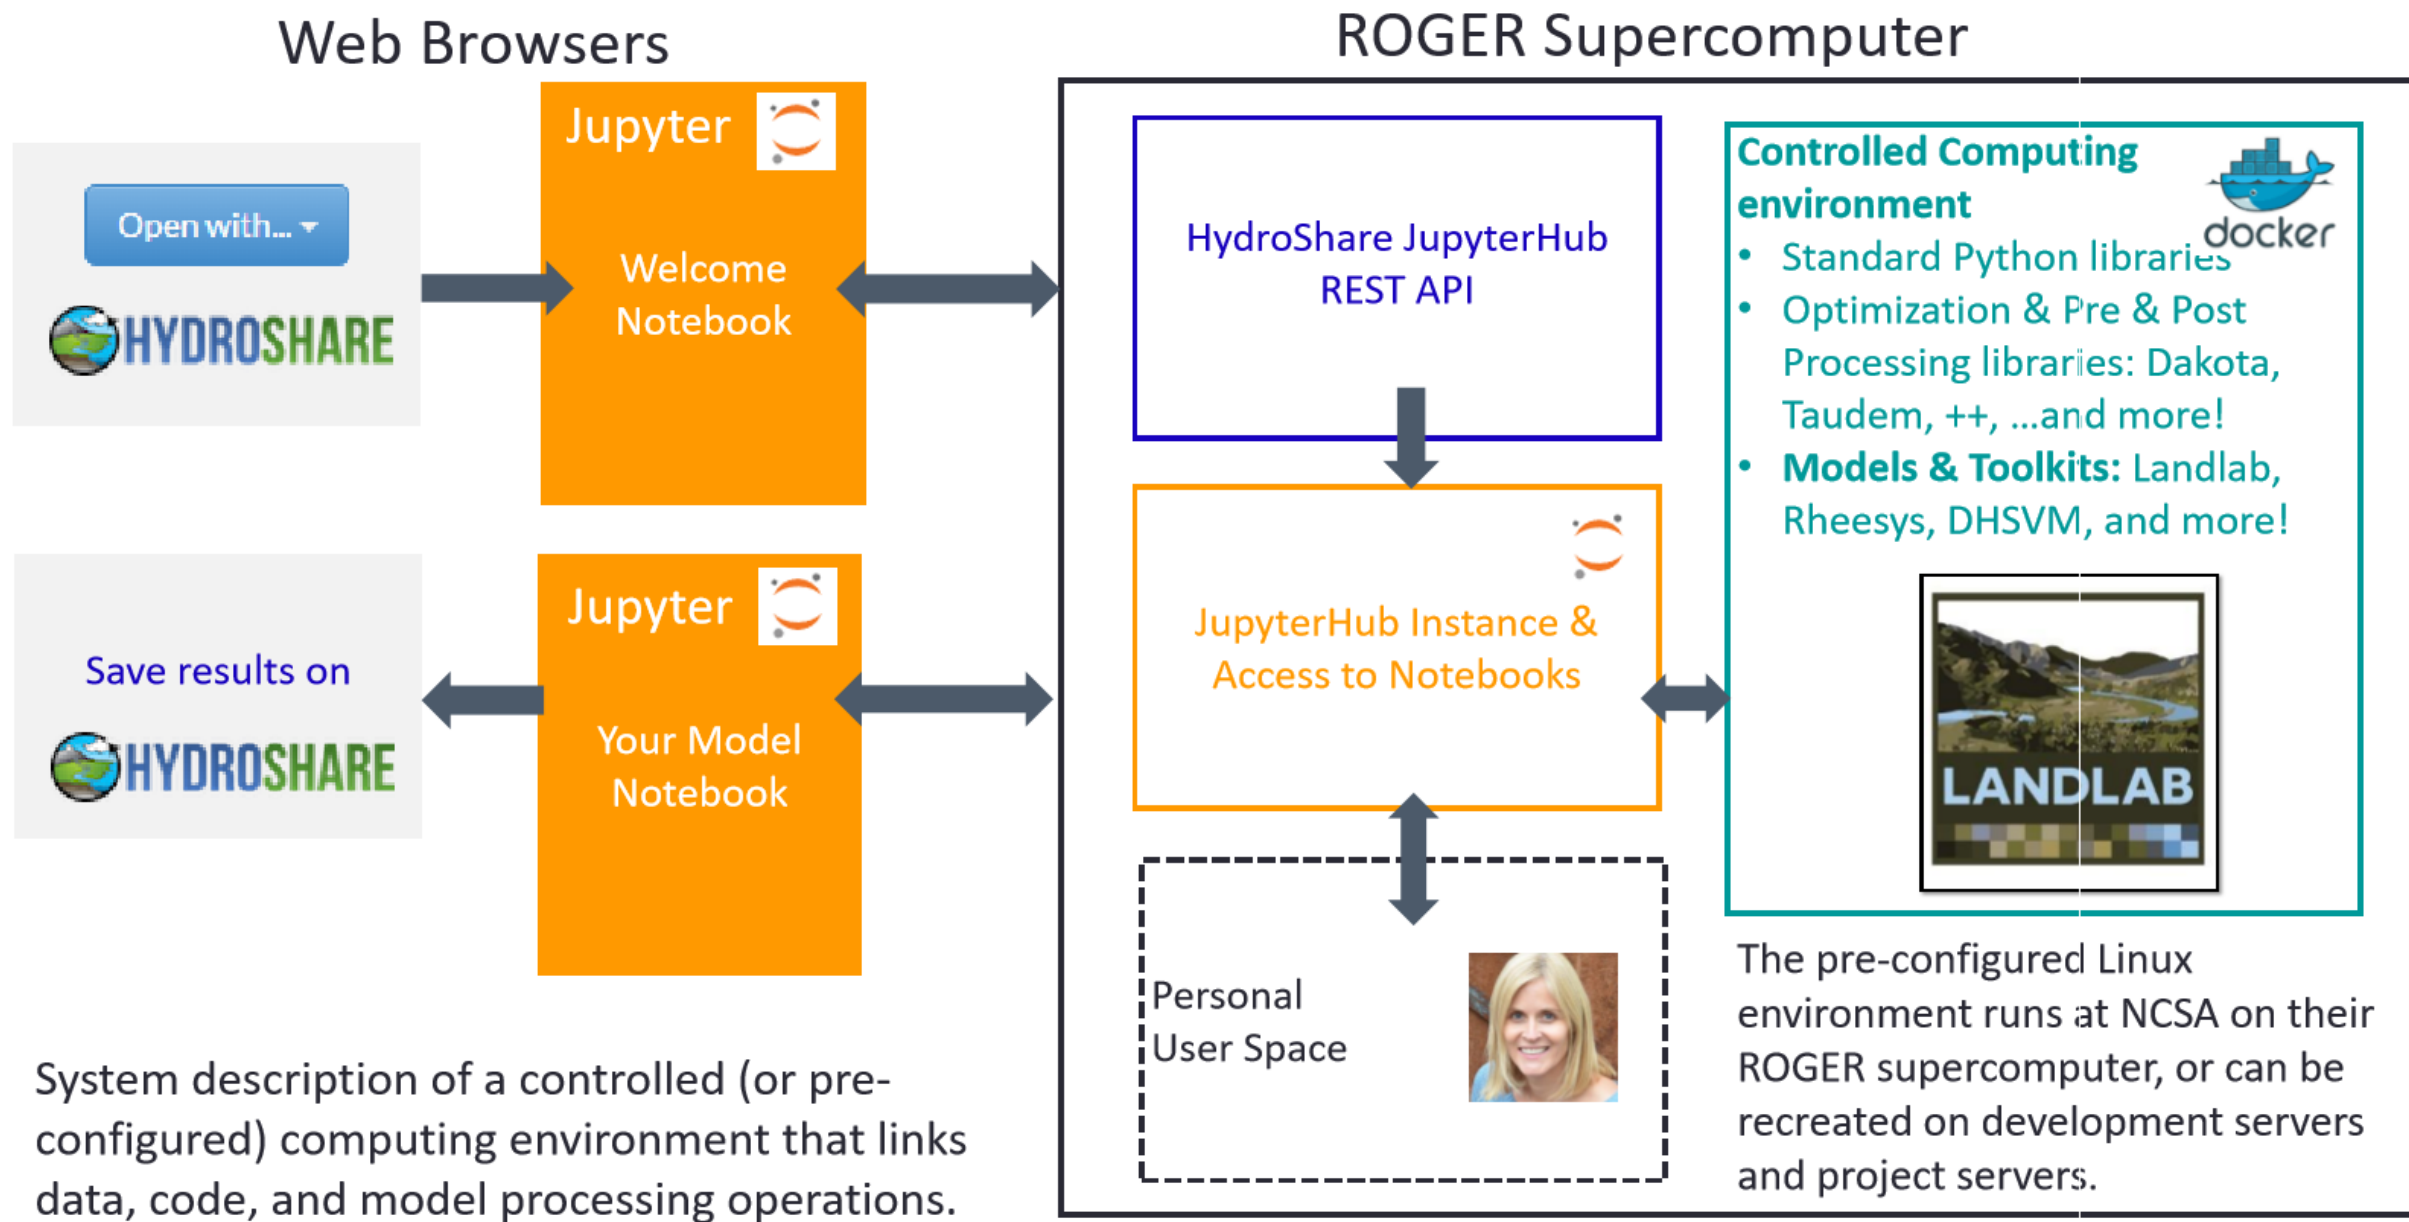 Web Browsers
ROGER Supercomputer
Open with...
HYDROSHARE
Jupyter
Welcome
Notebook
Save results on
HYDROSHARE
Jupyter
Your Model
Notebook
System description of a controlled (or pre-
configured) computing environment that links
data, code, and model processing operations.
HydroShare JupyterHub
REST API
JupyterHub Instance &
Access to Notebooks
Personal
User Space
Controlled Computing
environment
docker
• Standard Python libraries
• Optimization & Pre & Post
Processing libraries: Dakota,
Taudem, ++, ...and more!
• Models & Toolkits: Landlab,
Rheesys, DHSVM, and more!
LANDLAB
The pre-configured Linux
environment runs at NCSA on their
ROGER supercomputer, or can be
recreated on development servers
and project servers.